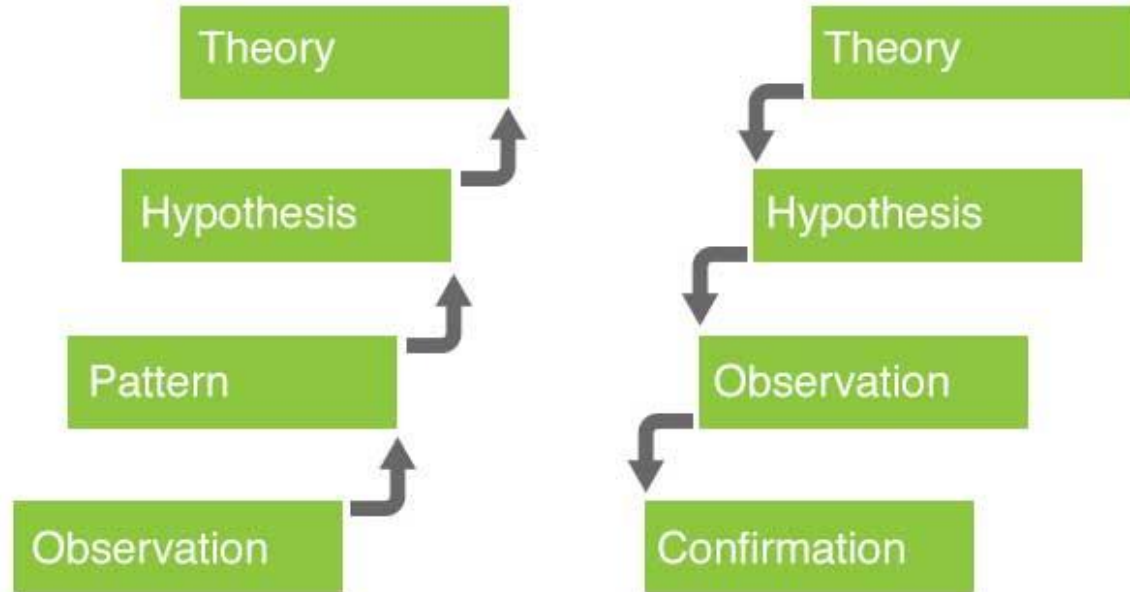 Theory
Hypothesis
Pattern
Observation
Theory
Hypothesis
Observation
Confirmation